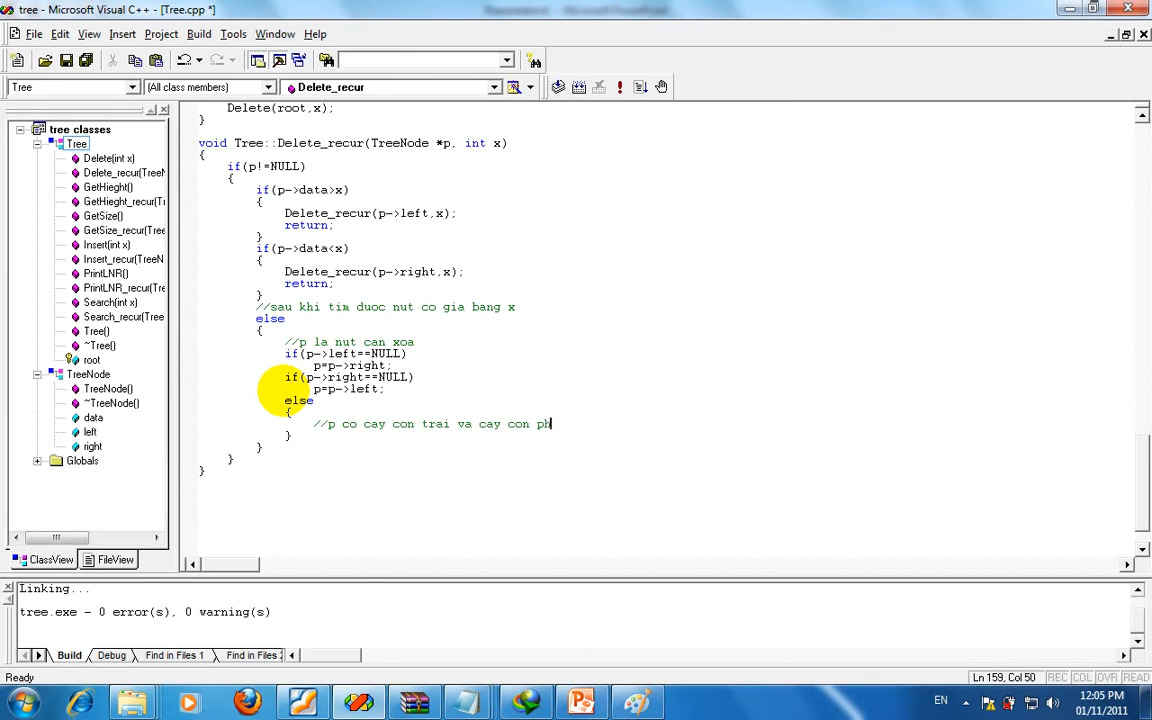 tree - Microsoft Visual C++ - [Tree.cpp *]
File Edit View Insert Project Build Tools Window Help
Tree (All class members) Delete_recur
tree classes
Tree
Delete(int x)
Delete_recur(TreeN
GetHieght()
GetHieght_recur(Tr
GetSize()
GetSize_recur(Tree
Insert(int x)
Insert_recur(TreeN
PrintLNR()
PrintLNR_recur(Tre
Search(int x)
Search_recur(Tree
Tree()
~Tree()
root
TreeNode
TreeNode()
~TreeNode()
data
left
right
Globals
ClassView FileView
Delete(root,x);
}
void Tree::Delete_recur(TreeNode *p, int x)
{
if(p!=NULL)
{
if(p->data>x)
{
Delete_recur(p->left,x);
return;
}
if(p->data<x)
{
Delete_recur(p->right,x);
return;
}
//sau khi tim duoc nut co gia bang x
else
{
//p la nut can xoa
if(p->left==NULL)
p=p->right;
if(p->right==NULL)
p=p->left;
else
{
//p co cay con trai va cay con ph
}
}
}
}
Linking...
tree.exe - 0 error(s), 0 warning(s)
Build Debug Find in Files 1 Find in Files
Ready Ln 159, Col 50 REC COL OVR READ
EN 12:05 PM
01/11/2011